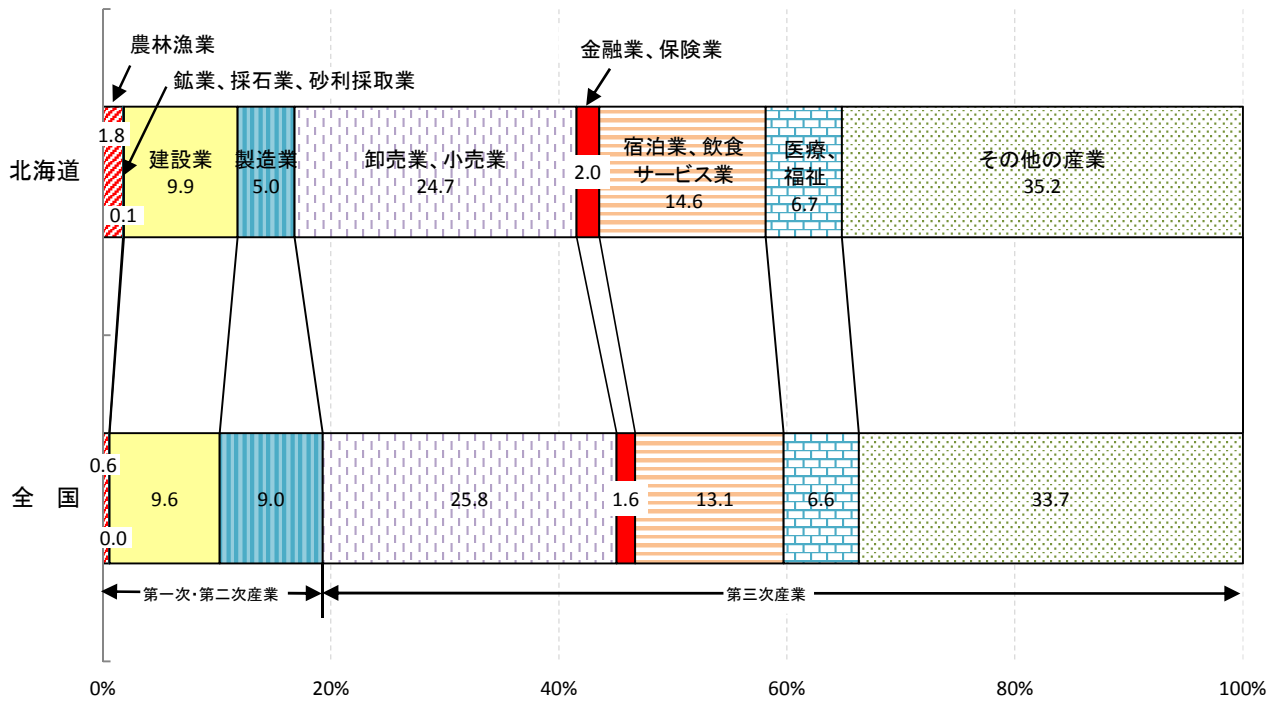 農林漁業
鉱業、採石業、砂利採取業
金融業、保険業
北海道
1.8
0.1
建設業
9.9
製造業
5.0
卸売業、小売業
24.7
2.0
宿泊業、飲食
サービス業
14.6
医療、
福祉
6.7
その他の産業
35.2
全　国
0.6
0.0
9.6
9.0
25.8
1.6
13.1
6.6
33.7
第一次・第二次産業
第三次産業
0%
20%
40%
60%
80%
100%